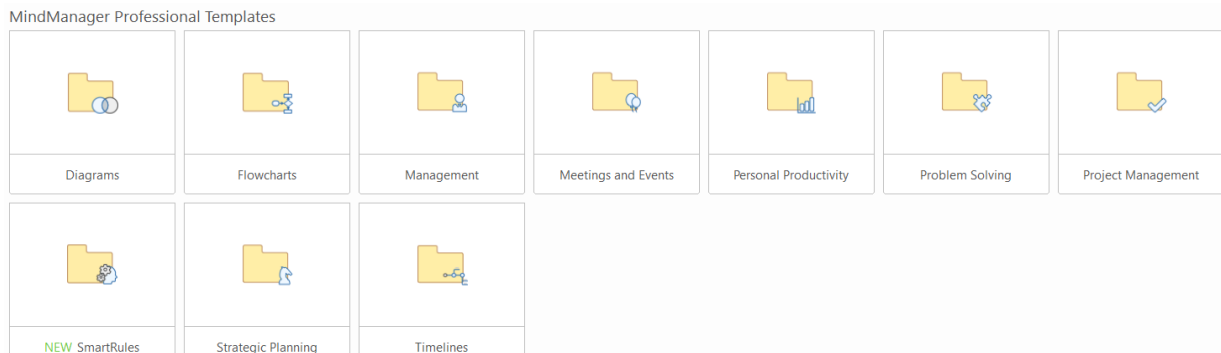 MindManager Professional Templates
Diagrams
Flowcharts
Management
Meetings and Events
Personal Productivity
Problem Solving
Project Management
NEW SmartRules
Strategic Planning
Timelines